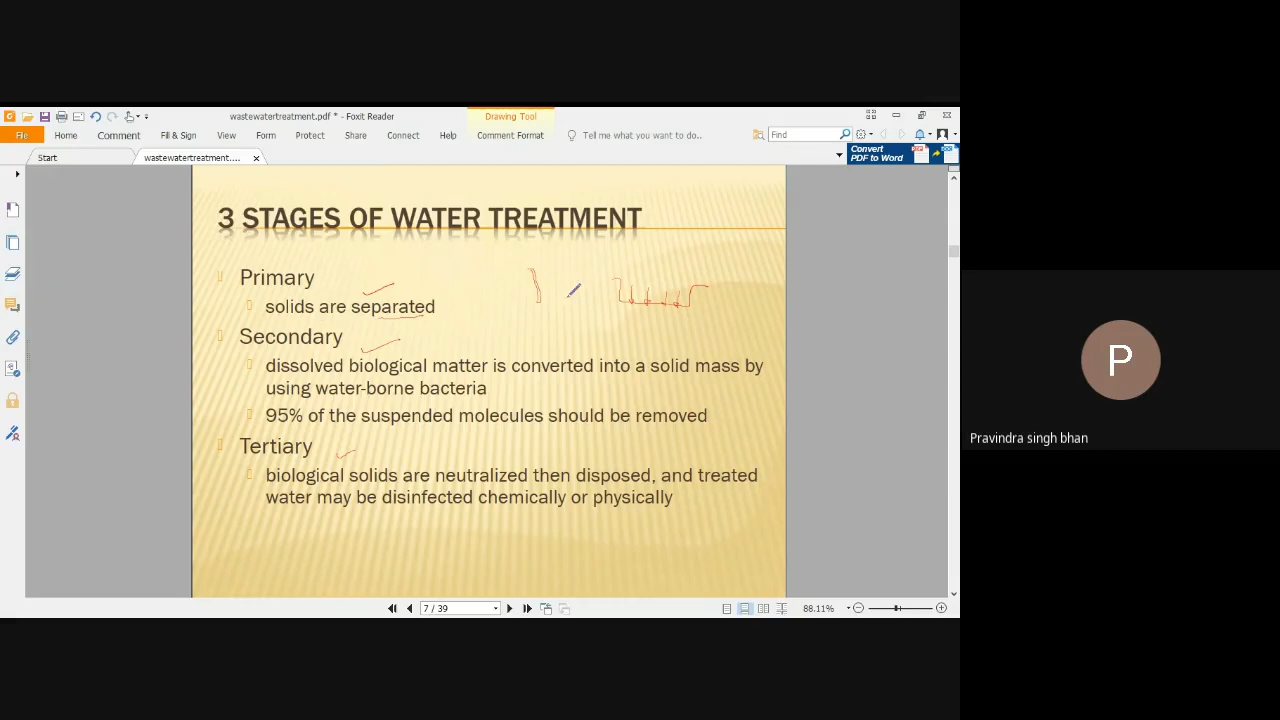 wastewatertreatment.pdf * - Foxit Reader
Drawing Tool
File
Home
Comment
Fill & Sign
View
Form
Protect
Share
Connect
Help
Comment Format
Tell me what you want to do..
Find
Start
wastewatertreatment....
Convert
PDF to Word
3 STAGES OF WATER TREATMENT
Primary
solids are separated
Secondary
dissolved biological matter is converted into a solid mass by
using water-borne bacteria
95% of the suspended molecules should be removed
Tertiary
biological solids are neutralized then disposed, and treated
water may be disinfected chemically or physically
P
Pravindra singh bhan
7 / 39
88.11%